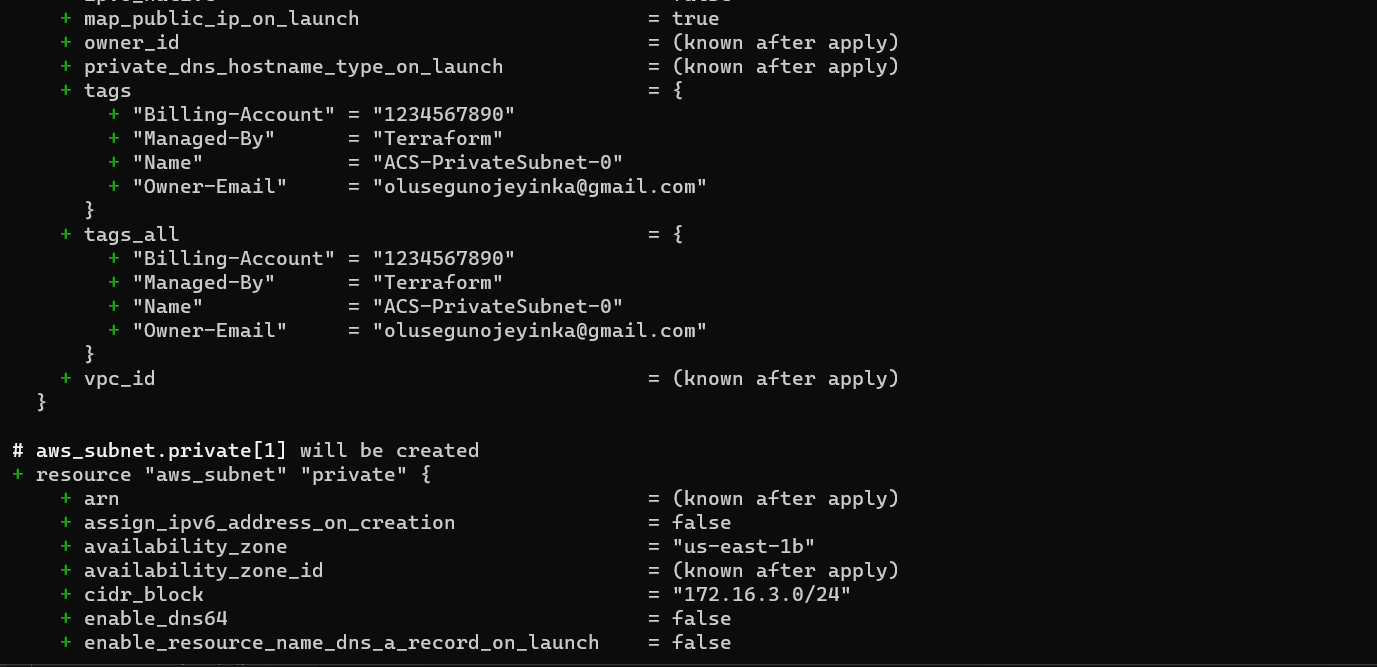 + map_public_ip_on_launch = true
+ owner_id = (known after apply)
+ private_dns_hostname_type_on_launch = (known after apply)
+ tags = {
+ "Billing-Account" = "1234567890"
+ "Managed-By" = "Terraform"
+ "Name" = "ACS-PrivateSubnet-0"
+ "Owner-Email" = "olusegunojeyinka@gmail.com"
}
+ tags_all = {
+ "Billing-Account" = "1234567890"
+ "Managed-By" = "Terraform"
+ "Name" = "ACS-PrivateSubnet-0"
+ "Owner-Email" = "olusegunojeyinka@gmail.com"
}
+ vpc_id = (known after apply)
}
# aws_subnet.private[1] will be created
+ resource "aws_subnet" "private" {
+ arn = (known after apply)
+ assign_ipv6_address_on_creation = false
+ availability_zone = "us-east-1b"
+ availability_zone_id = (known after apply)
+ cidr_block = "172.16.3.0/24"
+ enable_dns64 = false
+ enable_resource_name_dns_a_record_on_launch = false